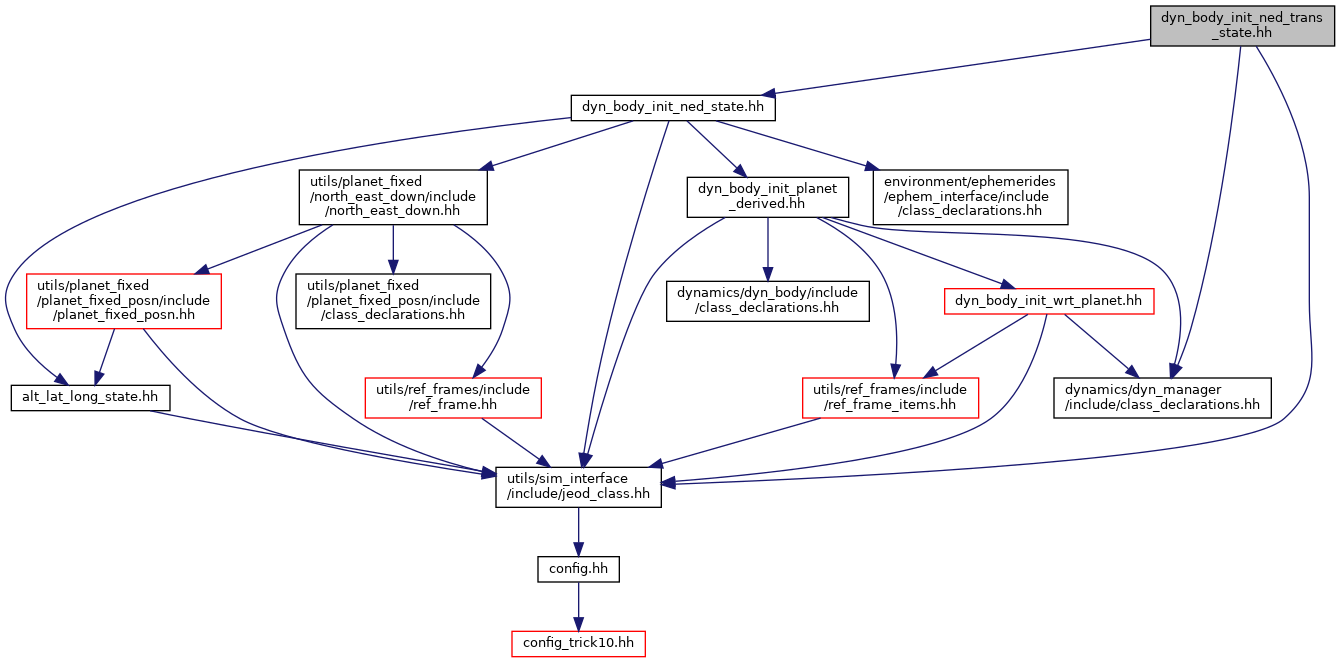 dyn_body_init_ned_trans
_state.hh
dyn_body_init_ned_state.hh
utils/planet_fixed
/north_east_down/include
/north_east_down.hh
dyn_body_init_planet
_derived.hh
environment/ephemerides
/ephem_interface/include
/class_declarations.hh
utils/planet_fixed
/planet_fixed_posn/include
/planet_fixed_posn.hh
utils/planet_fixed
/planet_fixed_posn/include
/class_declarations.hh
dynamics/dyn_body/include
/class_declarations.hh
dyn_body_init_wrt_planet.hh
alt_lat_long_state.hh
utils/ref_frames/include
/ref_frame.hh
utils/ref_frames/include
/ref_frame_items.hh
dynamics/dyn_manager
/include/class_declarations.hh
utils/sim_interface
/include/jeod_class.hh
config.hh
config_trick10.hh